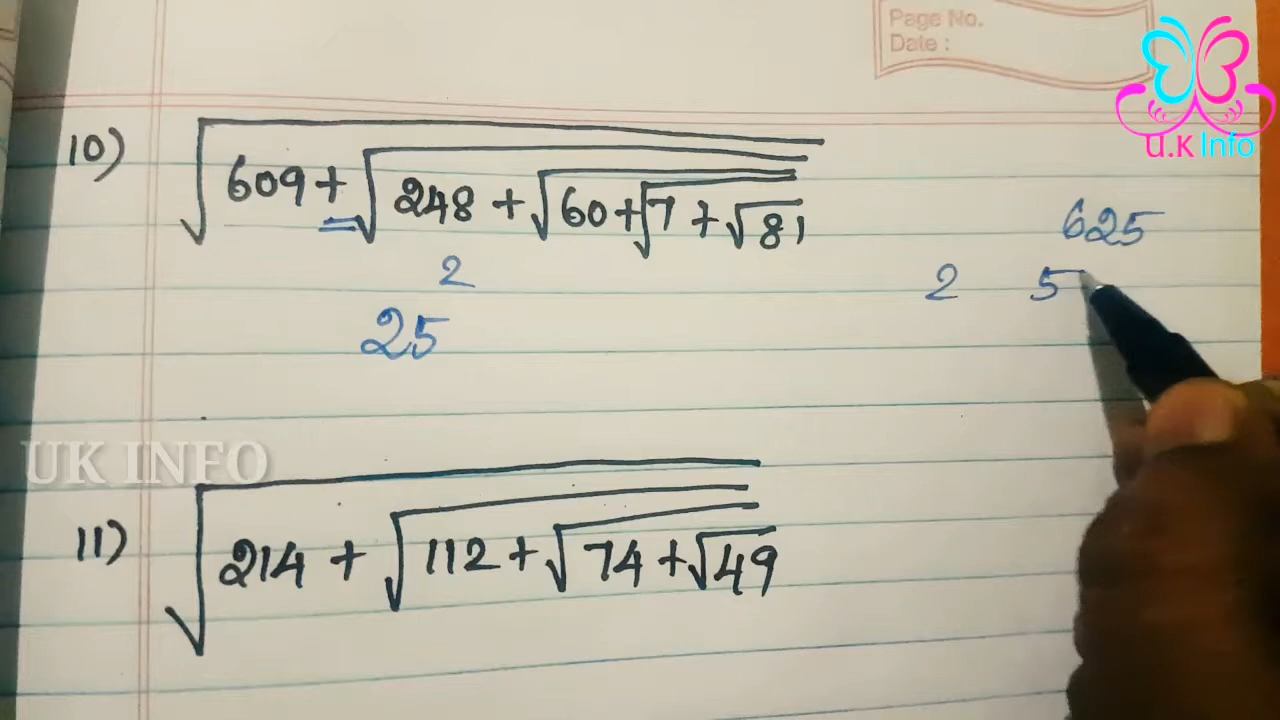 Page No.
Date :
U.K Info
10) √609 + √248 + √60 + √7 + √81
625
2 5
2
25
UK INFO
11) √214 + √112 + √74 + √49